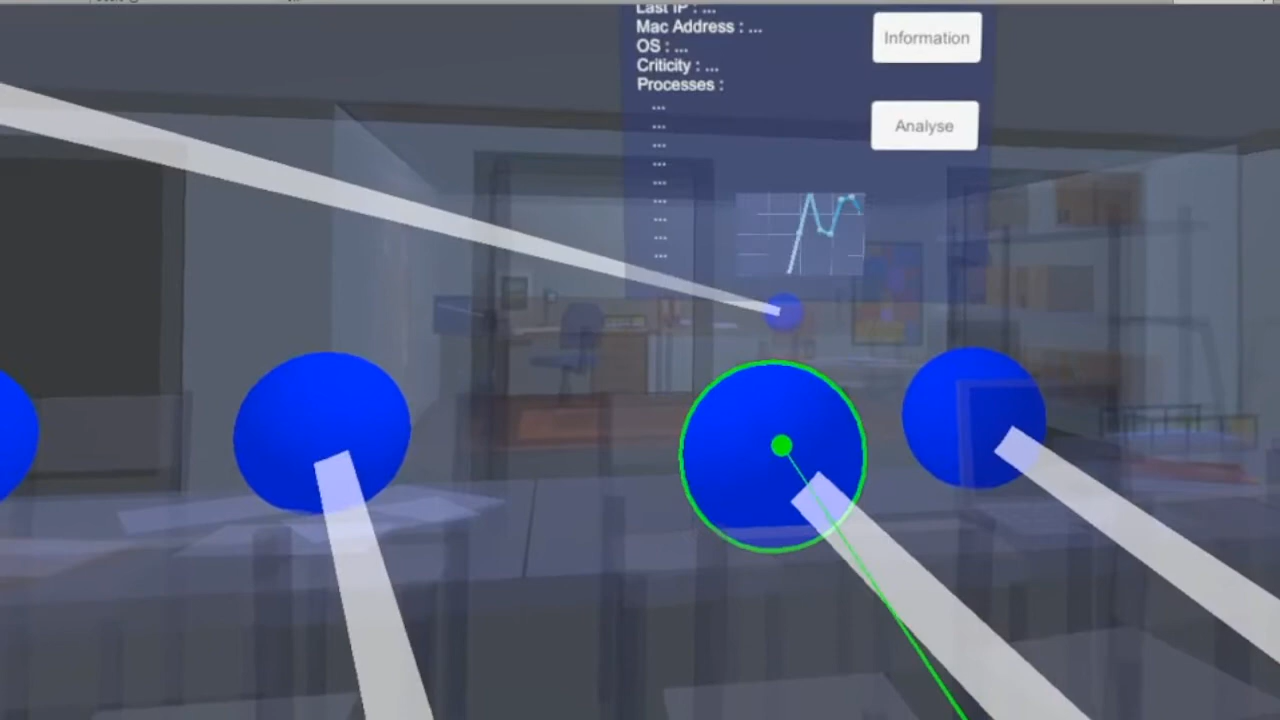 Last IP : ...
Mac Address : ...
OS : ...
Criticity : ...
Processes :
...
...
...
...
...
...
...
...
...
Information
Analyse